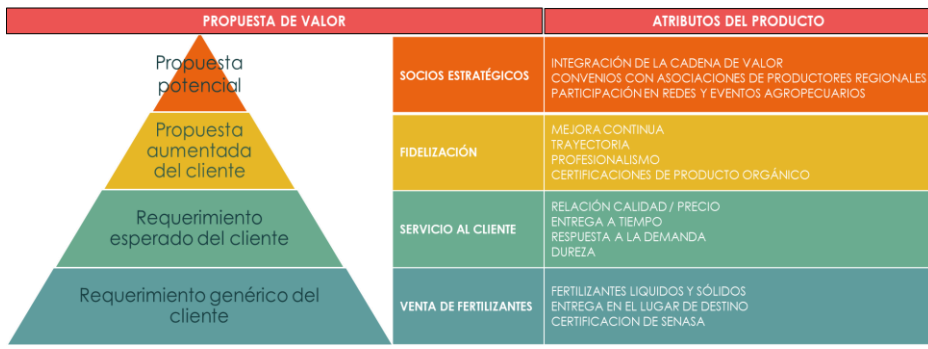 PROPUESTA DE VALOR
ATRIBUTOS DEL PRODUCTO
Propuesta
potencial
SOCIOS ESTRATÉGICOS
INTEGRACIÓN DE LA CADENA DE VALOR
CONVENIOS CON ASOCIACIONES DE PRODUCTORES REGIONALES
PARTICIPACIÓN EN REDES Y EVENTOS AGROPECUARIOS
Propuesta
aumentada
del cliente
FIDELIZACIÓN
MEJORA CONTINUA
TRAYECTORIA
PROFESIONALISMO
CERTIFICACIONES DE PRODUCTO ORGÁNICO
Requerimiento
esperado del cliente
SERVICIO AL CLIENTE
RELACIÓN CALIDAD / PRECIO
ENTREGA A TIEMPO
RESPUESTA A LA DEMANDA
DUREZA
Requerimiento genérico del
cliente
VENTA DE FERTILIZANTES
FERTILIZANTES LIQUIDOS Y SÓLIDOS
ENTREGA EN EL LUGAR DE DESTINO
CERTIFICACION DE SENASA